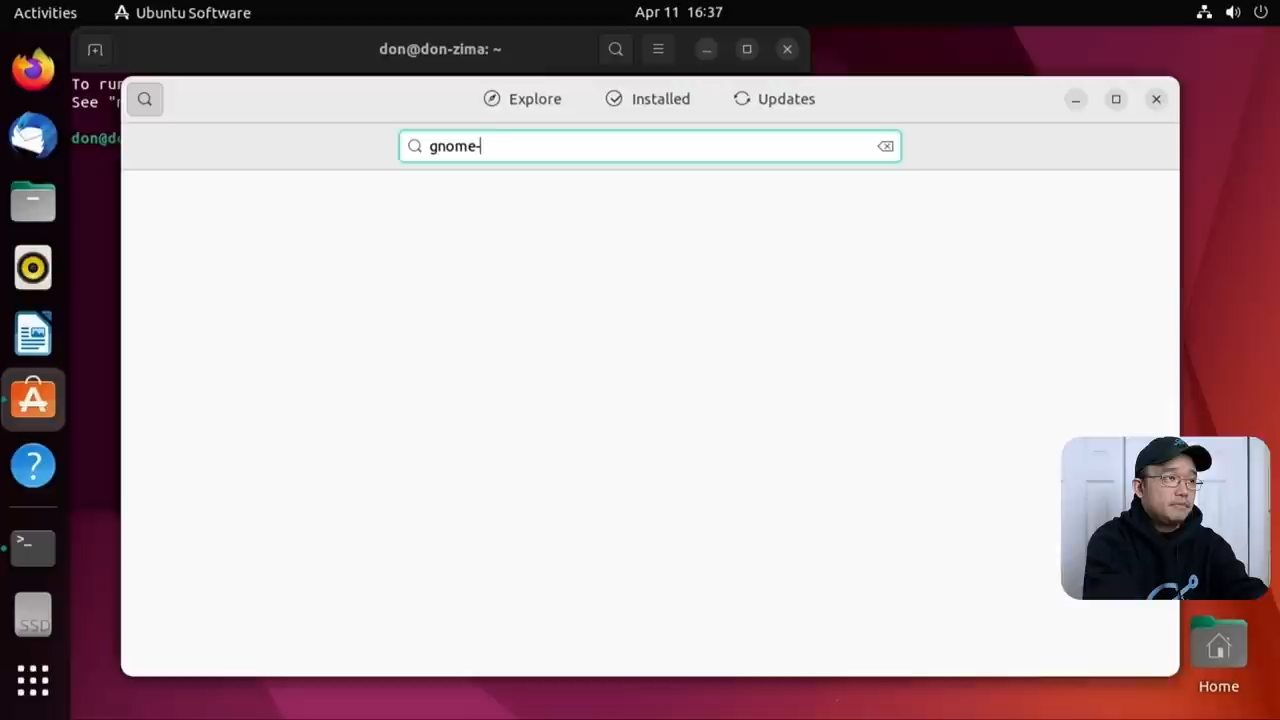 Activities
Ubuntu Software
Apr 11 16:37
don@don-zima: ~
To run
See "
don@d
Explore
Installed
Updates
gnome-
SSD
Home